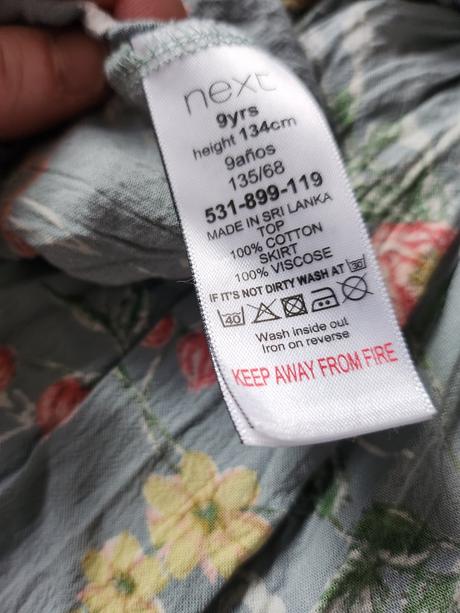 next
9yrs
height 134cm
9años
135/68
531-899-119
MADE IN SRI LANKA
TOP
100% COTTON
SKIRT
100% VISCOSE
IF IT'S NOT DIRTY WASH AT 30
40
Wash inside out
Iron on reverse
KEEP AWAY FROM FIRE